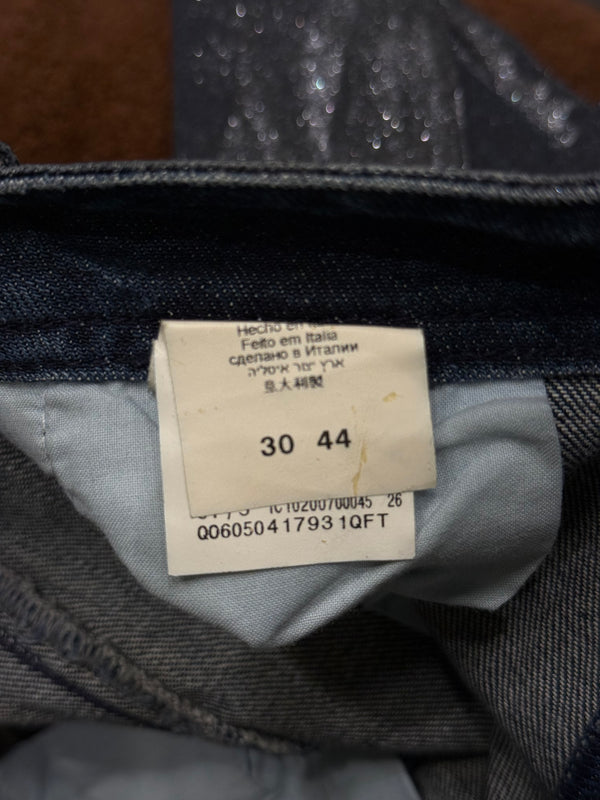 Hecho en
Feito em Italia
сделано в Италии
ארץ יצור איטליה
意大利製
30 44
IC10200700045 26
Q0605041793 1QFT